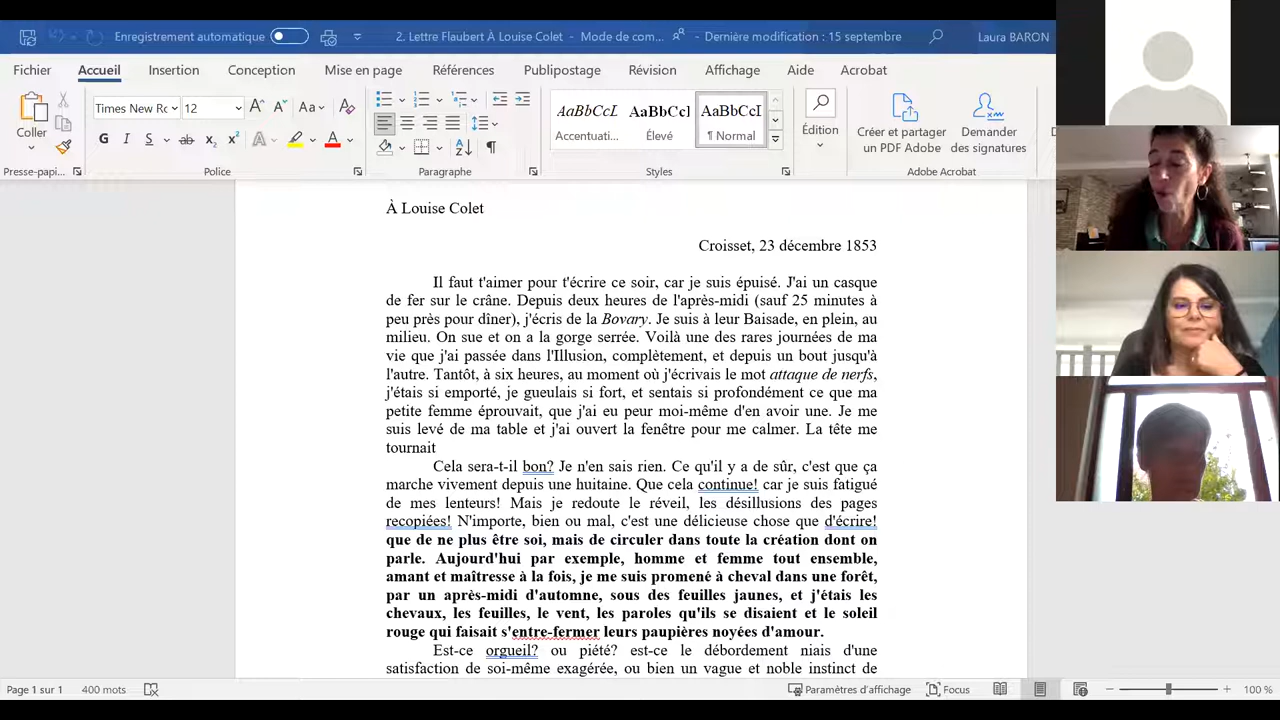 Enregistrement automatique
2. Lettre Flaubert À Louise Colet - Mode de com...
Dernière modification : 15 septembre
Laura BARON
Fichier Accueil Insertion Conception Mise en page Références Publipostage Révision Affichage Aide Acrobat
Coller
Times New Rc 12
AaBbCcL AaBbCcI AaBbCcI
Accentuati... Élevé ¶ Normal
Édition
Créer et partager
un PDF Adobe
Demander
des signatures
Presse-papi... Police Paragraphe Styles Adobe Acrobat
À Louise Colet
Croisset, 23 décembre 1853
Il faut t'aimer pour t'écrire ce soir, car je suis épuisé. J'ai un casque
de fer sur le crâne. Depuis deux heures de l'après-midi (sauf 25 minutes à
peu près pour dîner), j'écris de la Bovary. Je suis à leur Baisade, en plein, au
milieu. On sue et on a la gorge serrée. Voilà une des rares journées de ma
vie que j'ai passée dans l'Illusion, complètement, et depuis un bout jusqu'à
l'autre. Tantôt, à six heures, au moment où j'écrivais le mot attaque de nerfs,
j'étais si emporté, je gueulais si fort, et sentais si profondément ce que ma
petite femme éprouvait, que j'ai eu peur moi-même d'en avoir une. Je me
suis levé de ma table et j'ai ouvert la fenêtre pour me calmer. La tête me
tournait
Cela sera-t-il bon? Je n'en sais rien. Ce qu'il y a de sûr, c'est que ça
marche vivement depuis une huitaine. Que cela continue! car je suis fatigué
de mes lenteurs! Mais je redoute le réveil, les désillusions des pages
recopiées! N'importe, bien ou mal, c'est une délicieuse chose que d'écrire!
que de ne plus être soi, mais de circuler dans toute la création dont on
parle. Aujourd'hui par exemple, homme et femme tout ensemble,
amant et maîtresse à la fois, je me suis promené à cheval dans une forêt,
par un après-midi d'automne, sous des feuilles jaunes, et j'étais les
chevaux, les feuilles, le vent, les paroles qu'ils se disaient et le soleil
rouge qui faisait s'entre-fermer leurs paupières noyées d'amour.
Est-ce orgueil? ou piété? est-ce le débordement niais d'une
satisfaction de soi-même exagérée, ou bien un vague et noble instinct de
Page 1 sur 1 400 mots
Paramètres d'affichage Focus
100 %